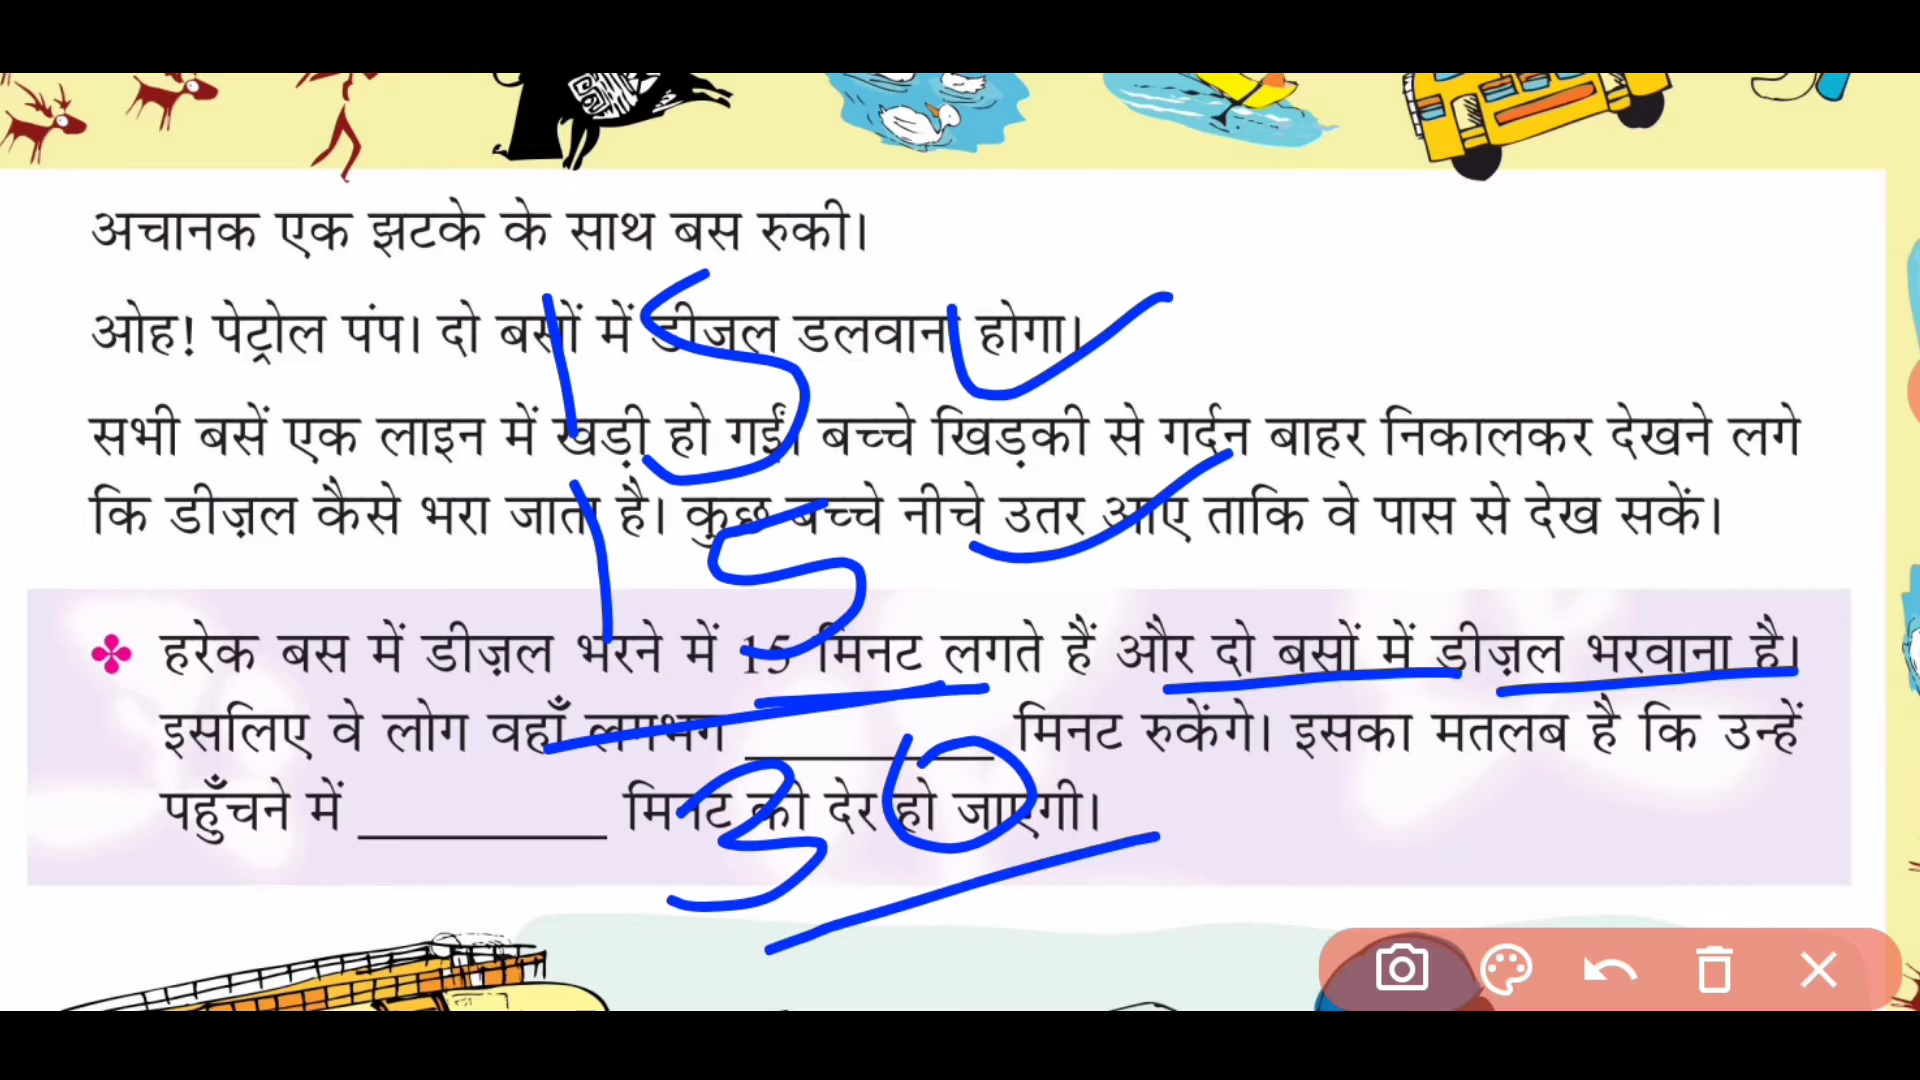 अचानक एक झटके के साथ बस रुकी।
ओह! पेट्रोल पंप। दो बसों में डीज़ल डलवाना होगा।
सभी बसें एक लाइन में खड़ी हो गईं। बच्चे खिड़की से गर्दन बाहर निकालकर देखने लगे
कि डीज़ल कैसे भरा जाता है। कुछ बच्चे नीचे उतर आए ताकि वे पास से देख सकें।
हरेक बस में डीज़ल भरने में 15 मिनट लगते हैं और दो बसों में डीज़ल भरवाना है।
इसलिए वे लोग वहाँ लगभग __________ मिनट रुकेंगे। इसका मतलब है कि उन्हें
पहुँचने में __________ मिनट की देर हो जाएगी।
15
15
30